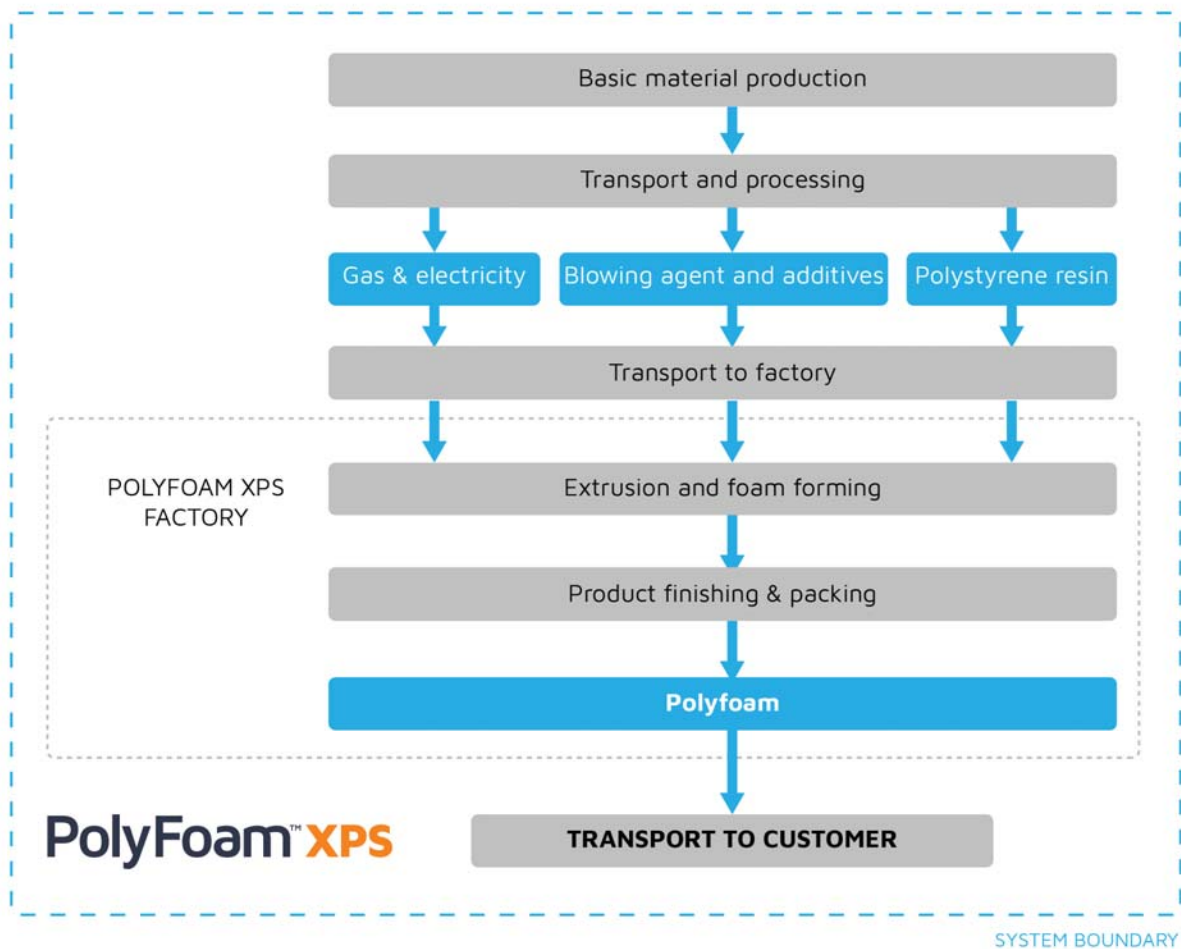 Basic material production
Transport and processing
Gas & electricity
Blowing agent and additives
Polystyrene resin
Transport to factory
POLYFOAM XPS
FACTORY
Extrusion and foam forming
Product finishing & packing
Polyfoam
PolyFoam™ XPS
TRANSPORT TO CUSTOMER
SYSTEM BOUNDARY